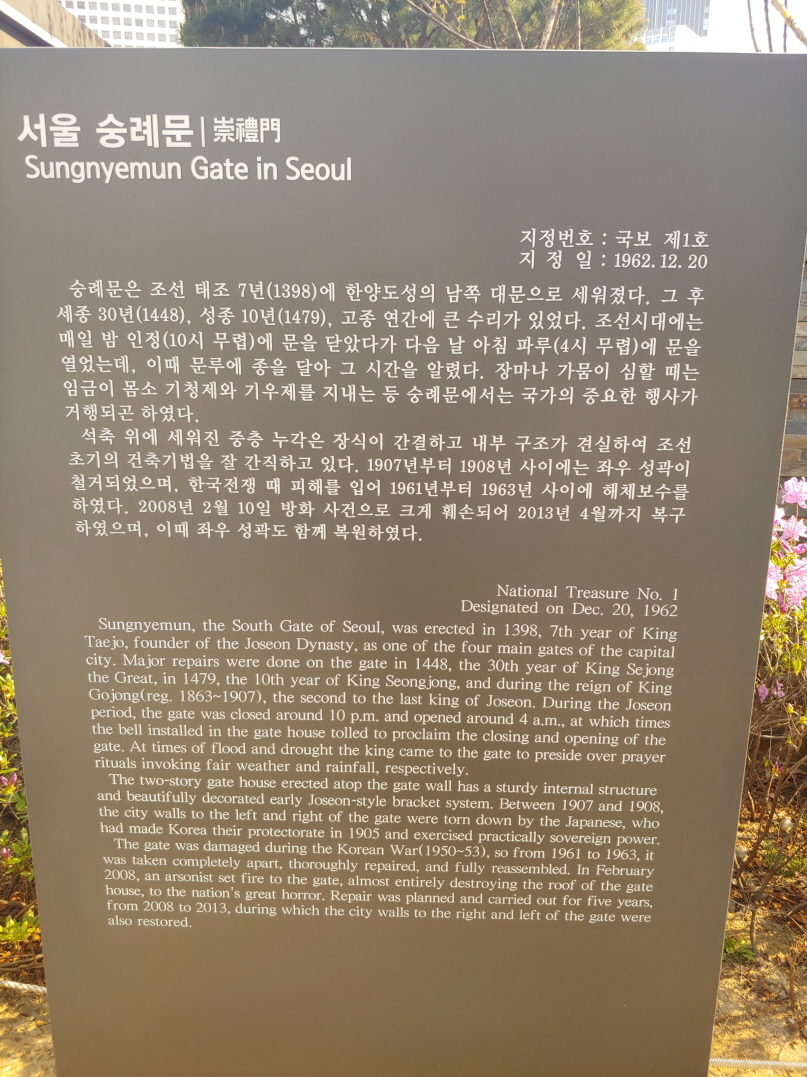 서울 숭례문 | 崇禮門
Sungnyemun Gate in Seoul
지정번호 : 국보 제1호
지 정 일 : 1962. 12. 20
숭례문은 조선 태조 7년(1398)에 한양도성의 남쪽 대문으로 세워졌다. 그 후
세종 30년(1448), 성종 10년(1479), 고종 연간에 큰 수리가 있었다. 조선시대에는
매일 밤 인정(10시 무렵)에 문을 닫았다가 다음 날 아침 파루(4시 무렵)에 문을
열었는데, 이때 문루에 종을 달아 그 시간을 알렸다. 장마나 가뭄이 심할 때는
임금이 몸소 기청제와 기우제를 지내는 등 숭례문에서는 국가의 중요한 행사가
거행되곤 하였다.
석축 위에 세워진 중층 누각은 장식이 간결하고 내부 구조가 견실하여 조선
초기의 건축기법을 잘 간직하고 있다. 1907년부터 1908년 사이에는 좌우 성곽이
철거되었으며, 한국전쟁 때 피해를 입어 1961년부터 1963년 사이에 해체보수를
하였다. 2008년 2월 10일 방화 사건으로 크게 훼손되어 2013년 4월까지 복구
하였으며, 이때 좌우 성곽도 함께 복원하였다.
National Treasure No. 1
Designated on Dec. 20, 1962
Sungnyemun, the South Gate of Seoul, was erected in 1398, 7th year of King
Taejo, founder of the Joseon Dynasty, as one of the four main gates of the capital
city. Major repairs were done on the gate in 1448, the 30th year of King Sejong
the Great, in 1479, the 10th year of King Seongjong, and during the reign of King
Gojong(reg. 1863~1907), the second to the last king of Joseon. During the Joseon
period, the gate was closed around 10 p.m. and opened around 4 a.m., at which times
the bell installed in the gate house tolled to proclaim the closing and opening of the
gate. At times of flood and drought the king came to the gate to preside over prayer
rituals invoking fair weather and rainfall, respectively.
The two-story gate house erected atop the gate wall has a sturdy internal structure
and beautifully decorated early Joseon-style bracket system. Between 1907 and 1908,
the city walls to the left and right of the gate were torn down by the Japanese, who
had made Korea their protectorate in 1905 and exercised practically sovereign power.
The gate was damaged during the Korean War(1950~53), so from 1961 to 1963, it
was taken completely apart, thoroughly repaired, and fully reassembled. In February
2008, an arsonist set fire to the gate, almost entirely destroying the roof of the gate
house, to the nation's great horror. Repair was planned and carried out for five years,
from 2008 to 2013, during which the city walls to the right and left of the gate were
also restored.